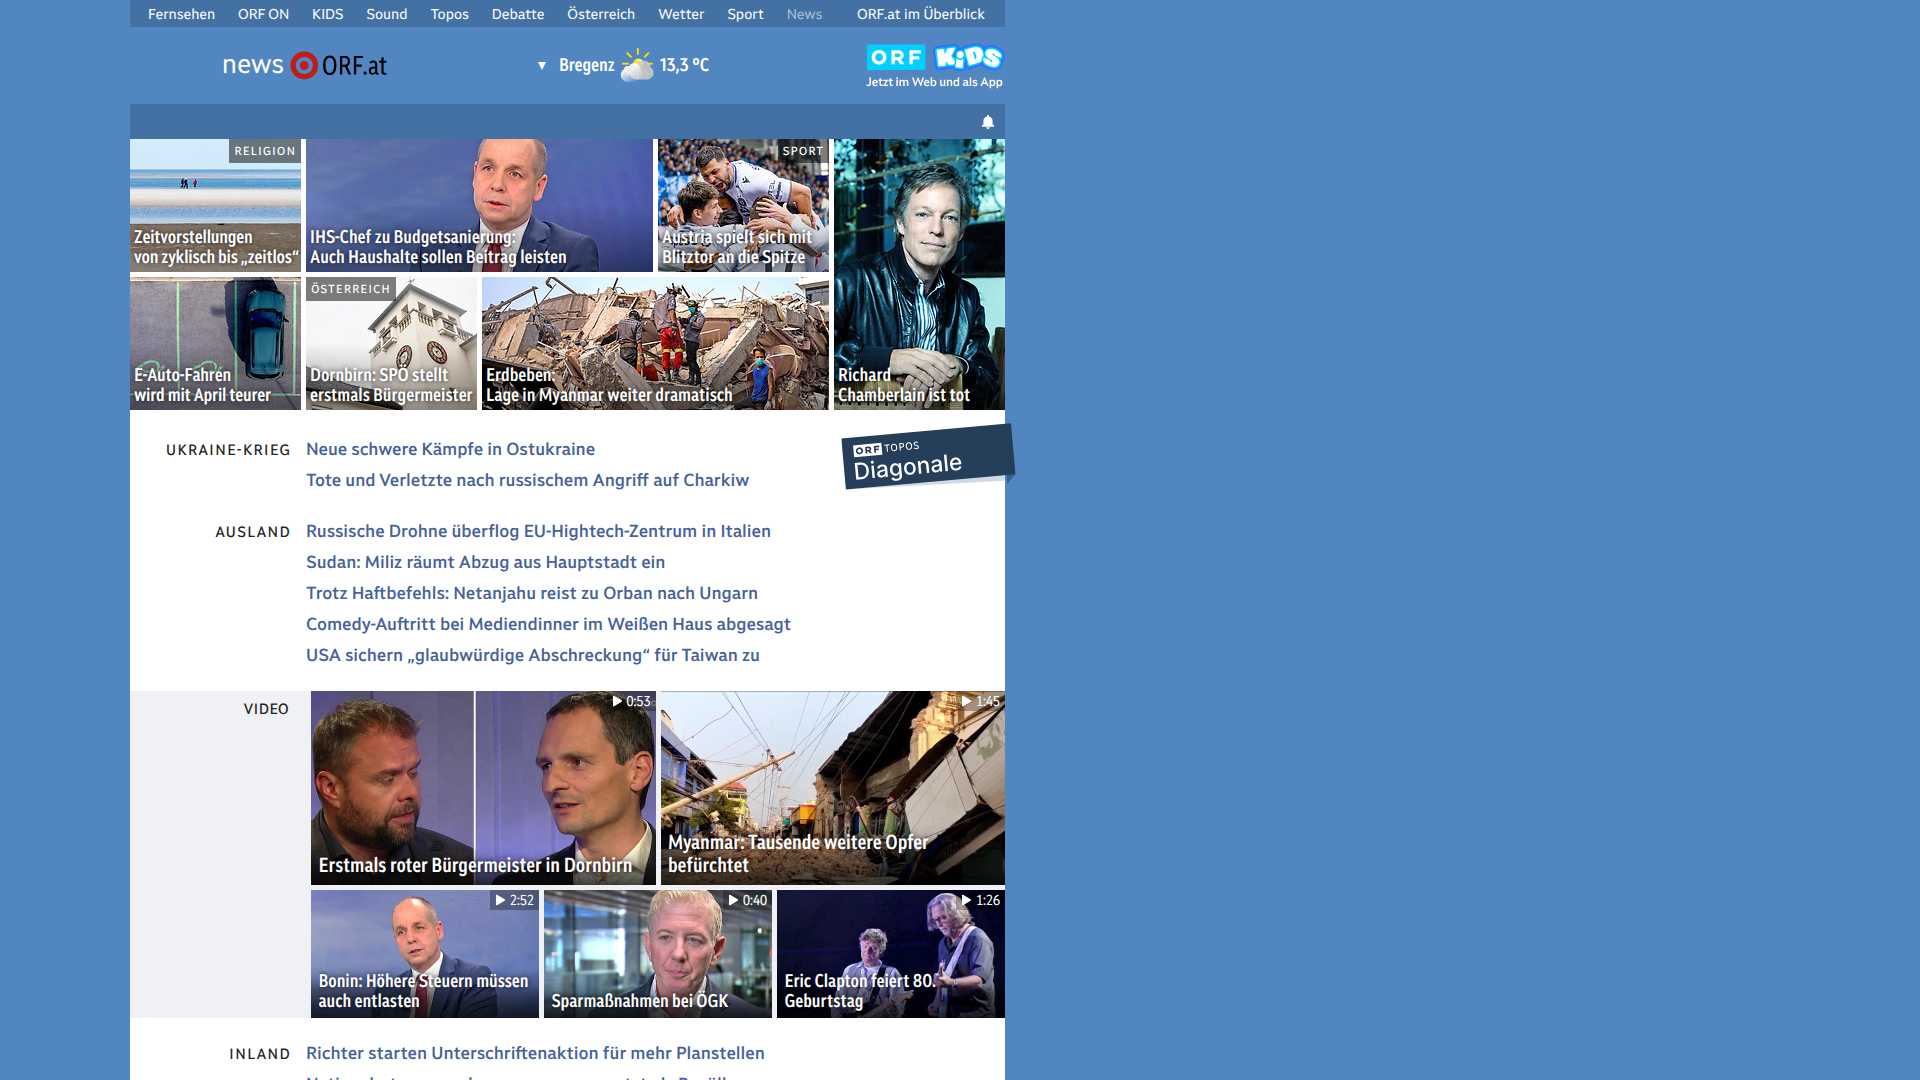 Fernsehen ORF ON KIDS Sound Topos Debatte Österreich Wetter Sport News ORF.at im Überblick
news ORF.at
Bregenz 13,3 °C
ORF KiDS
Jetzt im Web und als App
RELIGION
Zeitvorstellungen
von zyklisch bis „zeitlos“
IHS-Chef zu Budgetsanierung:
Auch Haushalte sollen Beitrag leisten
SPORT
Austria spielt sich mit
Blitztor an die Spitze
E-Auto-Fahren
wird mit April teurer
ÖSTERREICH
Dornbirn: SPÖ stellt
erstmals Bürgermeister
Erdbeben:
Lage in Myanmar weiter dramatisch
Richard
Chamberlain ist tot
UKRAINE-KRIEG
Neue schwere Kämpfe in Ostukraine
Tote und Verletzte nach russischem Angriff auf Charkiw
ORF TOPOS
Diagonale
AUSLAND
Russische Drohne überflog EU-Hightech-Zentrum in Italien
Sudan: Miliz räumt Abzug aus Hauptstadt ein
Trotz Haftbefehls: Netanjahu reist zu Orban nach Ungarn
Comedy-Auftritt bei Mediendinner im Weißen Haus abgesagt
USA sichern „glaubwürdige Abschreckung“ für Taiwan zu
VIDEO
0:53
Erstmals roter Bürgermeister in Dornbirn
1:45
Myanmar: Tausende weitere Opfer
befürchtet
2:52
Bonin: Höhere Steuern müssen
auch entlasten
0:40
Sparmaßnahmen bei ÖGK
1:26
Eric Clapton feiert 80.
Geburtstag
INLAND
Richter starten Unterschriftenaktion für mehr Planstellen